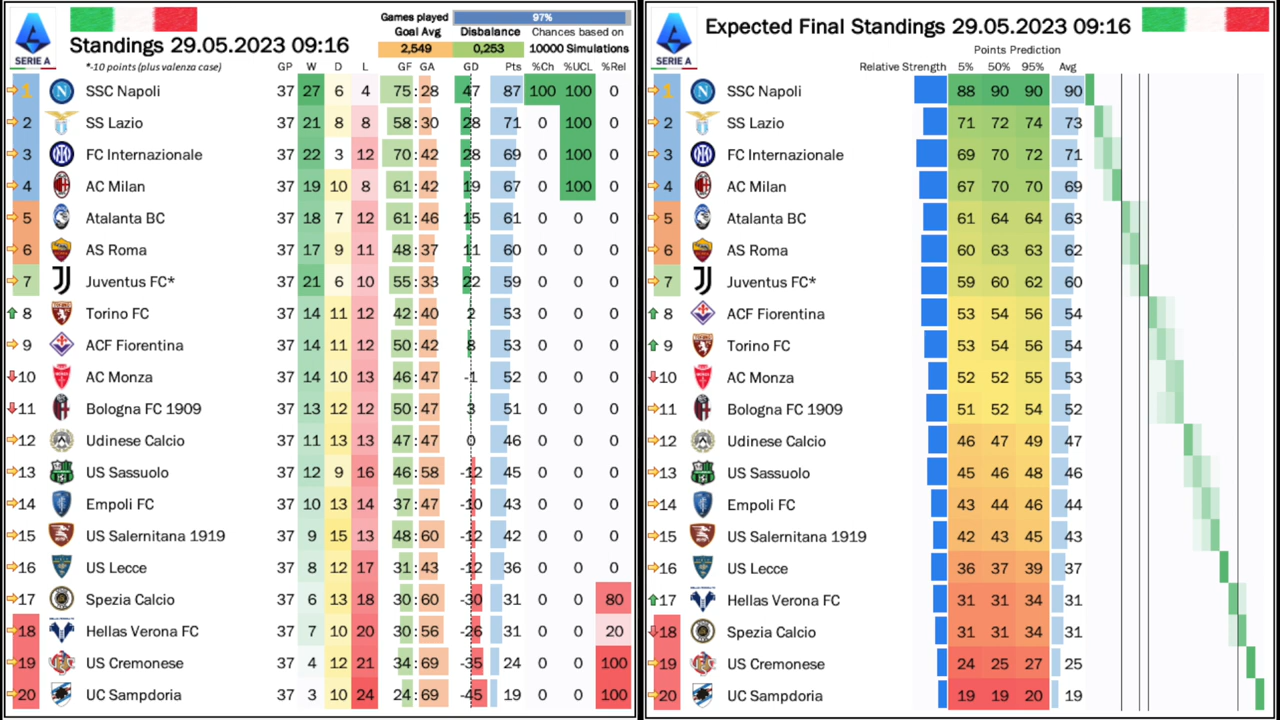 SERIE A
Standings 29.05.2023 09:16
*-10 points (plus valenza case)
Games played 97%
Goal Avg Disbalance Chances based on
2,549 0,253 10000 Simulations
GP W D L GF GA GD Pts %Ch %UCL %Rel
1 SSC Napoli 37 27 6 4 75:28 47 87 100 100 0
2 SS Lazio 37 21 8 8 58:30 28 71 0 100 0
3 FC Internazionale 37 22 3 12 70:42 28 69 0 100 0
4 AC Milan 37 19 10 8 61:42 19 67 0 100 0
5 Atalanta BC 37 18 7 12 61:46 15 61 0 0 0
6 AS Roma 37 17 9 11 48:37 11 60 0 0 0
7 Juventus FC* 37 21 6 10 55:33 22 59 0 0 0
8 Torino FC 37 14 11 12 42:40 2 53 0 0 0
9 ACF Fiorentina 37 14 11 12 50:42 8 53 0 0 0
10 AC Monza 37 14 10 13 46:47 -1 52 0 0 0
11 Bologna FC 1909 37 13 12 12 50:47 3 51 0 0 0
12 Udinese Calcio 37 11 13 13 47:47 0 46 0 0 0
13 US Sassuolo 37 12 9 16 46:58 -12 45 0 0 0
14 Empoli FC 37 10 13 14 37:47 -10 43 0 0 0
15 US Salernitana 1919 37 9 15 13 48:60 -12 42 0 0 0
16 US Lecce 37 8 12 17 31:43 -12 36 0 0 0
17 Spezia Calcio 37 6 13 18 30:60 -30 31 0 0 80
18 Hellas Verona FC 37 7 10 20 30:56 -26 31 0 0 20
19 US Cremonese 37 4 12 21 34:69 -35 24 0 0 100
20 UC Sampdoria 37 3 10 24 24:69 -45 19 0 0 100
SERIE A
Expected Final Standings 29.05.2023 09:16
Points Prediction
Relative Strength 5% 50% 95% Avg
1 SSC Napoli 88 90 90 90
2 SS Lazio 71 72 74 73
3 FC Internazionale 69 70 72 71
4 AC Milan 67 70 70 69
5 Atalanta BC 61 64 64 63
6 AS Roma 60 63 63 62
7 Juventus FC* 59 60 62 60
8 ACF Fiorentina 53 54 56 54
9 Torino FC 53 54 56 54
10 AC Monza 52 52 55 53
11 Bologna FC 1909 51 52 54 52
12 Udinese Calcio 46 47 49 47
13 US Sassuolo 45 46 48 46
14 Empoli FC 43 44 46 44
15 US Salernitana 1919 42 43 45 43
16 US Lecce 36 37 39 37
17 Hellas Verona FC 31 31 34 31
18 Spezia Calcio 31 31 34 31
19 US Cremonese 24 25 27 25
20 UC Sampdoria 19 19 20 19